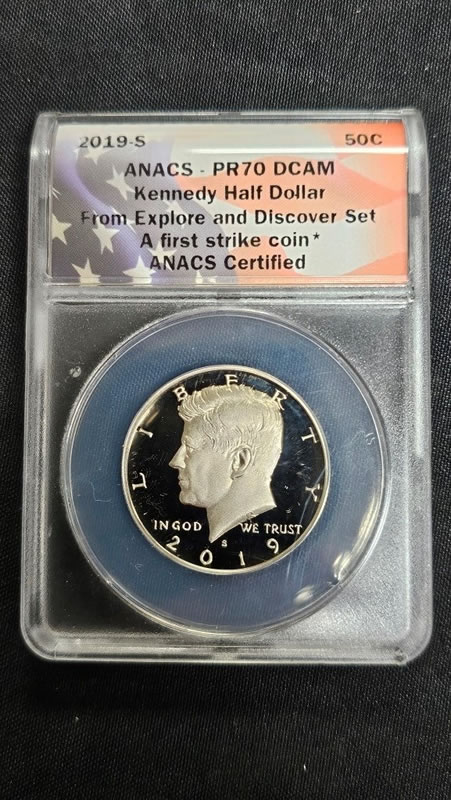 2019-S 50C
ANACS - PR70 DCAM
Kennedy Half Dollar
From Explore and Discover Set
A first strike coin*
ANACS Certified
LIBERTY
IN GOD WE TRUST
S
2019